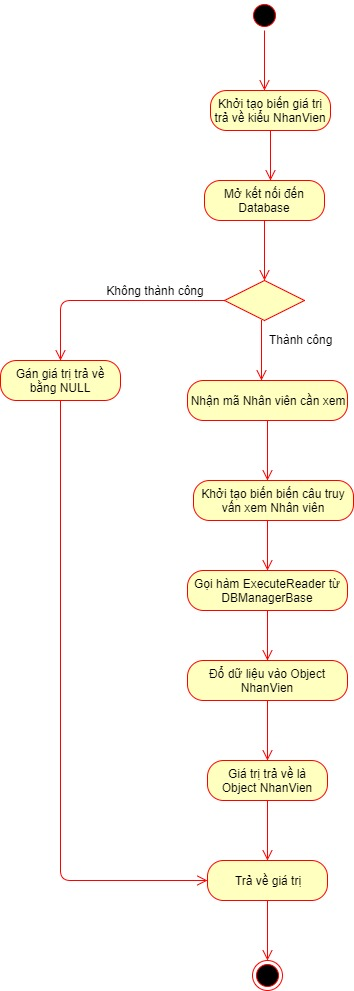 Khởi tạo biến giá trị
trả về kiểu NhanVien
Mở kết nối đến
Database
Không thành công
Thành công
Gán giá trị trả về
bằng NULL
Nhận mã Nhân viên cần xem
Khởi tạo biến biến câu truy
vấn xem Nhân viên
Gọi hàm ExecuteReader từ
DBManagerBase
Đổ dữ liệu vào Object
NhanVien
Giá trị trả về là
Object NhanVien
Trả về giá trị